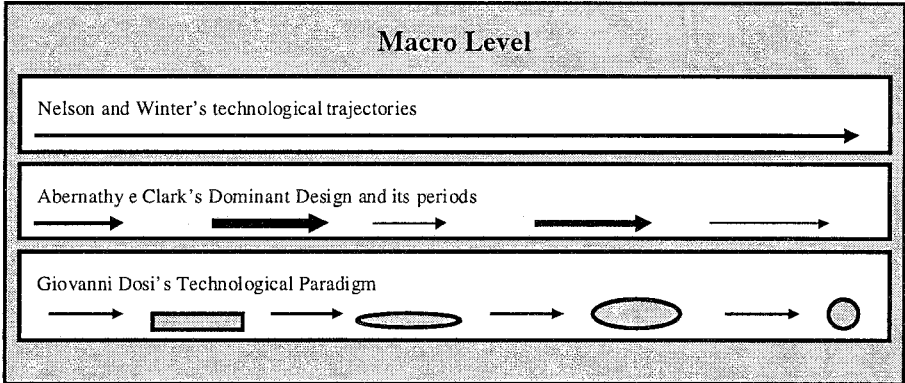 Macro Level
Nelson and Winter's technological trajectories
Abernathy e Clark's Dominant Design and its periods
Giovanni Dosi's Technological Paradigm